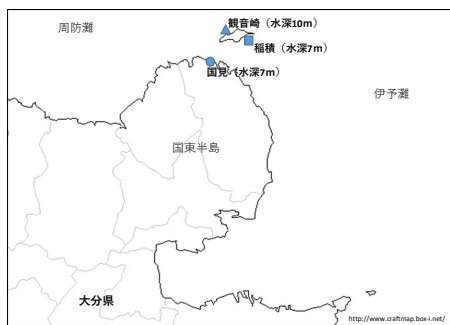 周防灘
観音崎（水深10m）
稲積（水深7m）
国見（水深7m）
伊予灘
国東半島
大分県
http://www.craftmap.box-i.net/